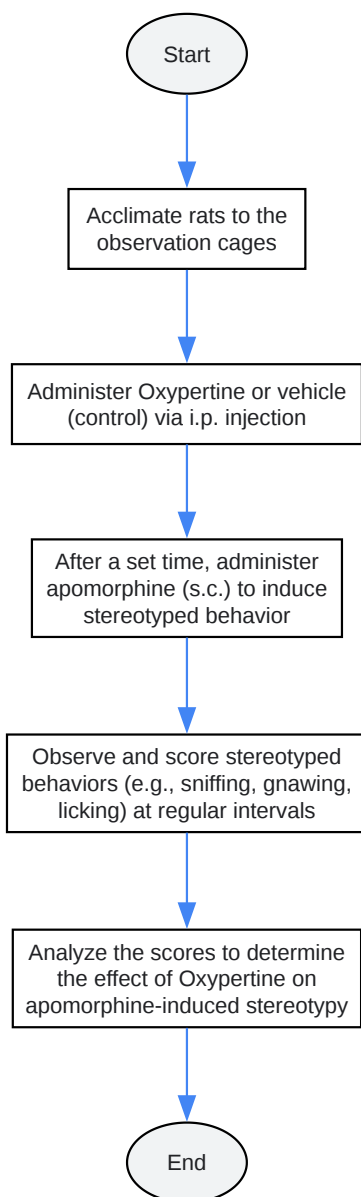 Start
Acclimate rats to the
observation cages
Administer Oxypertine or vehicle
(control) via i.p. injection
After a set time, administer
apomorphine (s.c.) to induce
stereotyped behavior
Observe and score stereotyped
behaviors (e.g., sniffing, gnawing,
licking) at regular intervals
Analyze the scores to determine
the effect of Oxypertine on
apomorphine-induced stereotypy
End